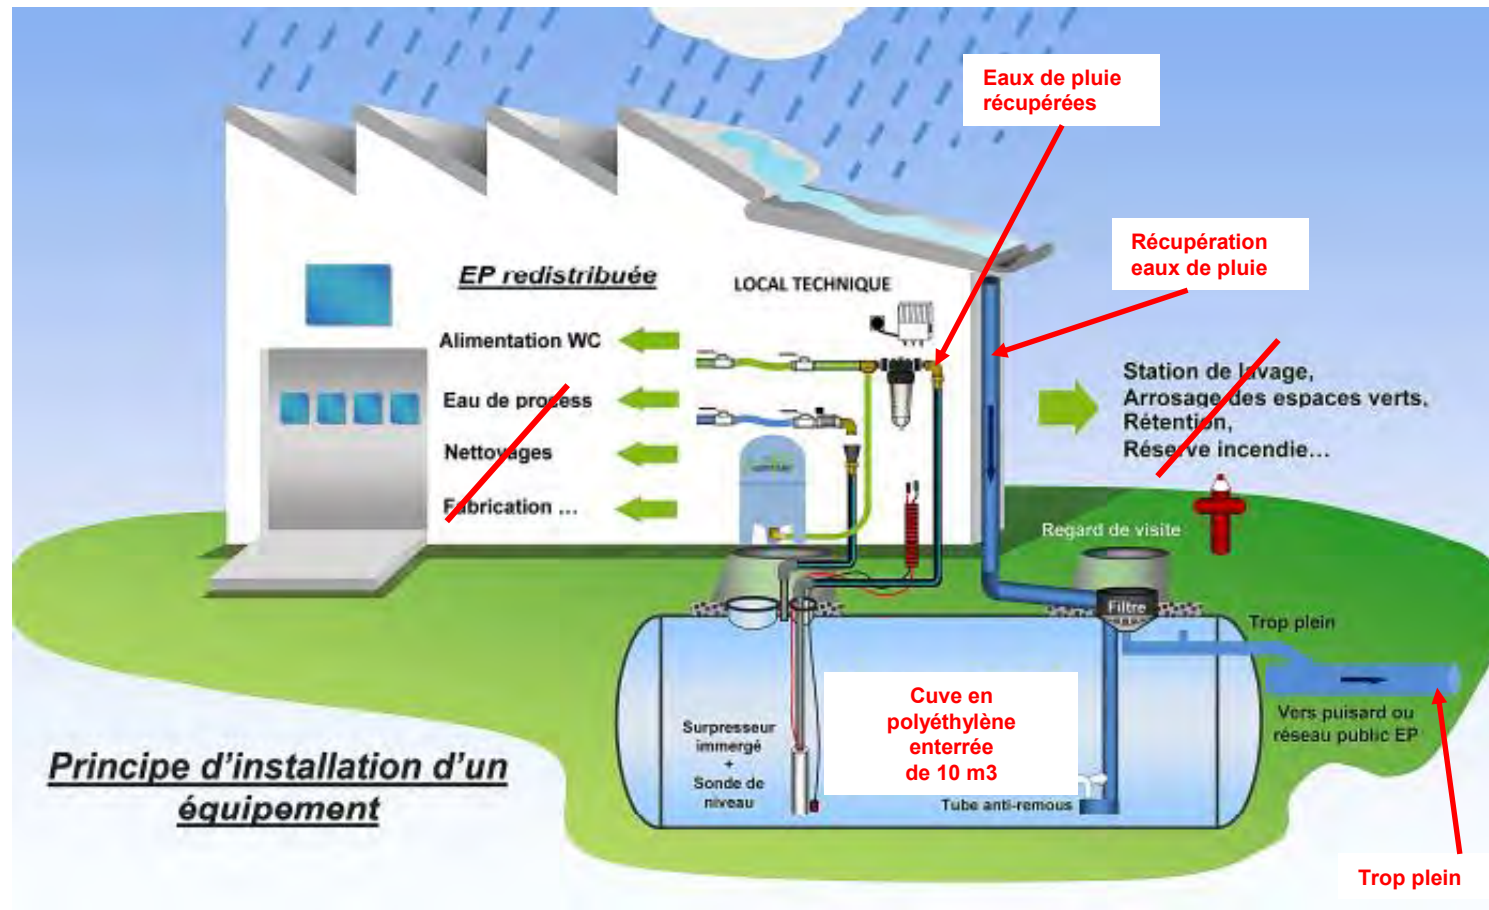 Eaux de pluie
récupérées
Récupération
eaux de pluie
EP redistribuée
LOCAL TECHNIQUE
Alimentation WC
Eau de process
Nettoyages
Fabrication ...
Station de lavage,
Arrosage des espaces verts,
Rétention,
Réserve incendie...
Regard de visite
Filtre
Trop plein
Cuve en
polyéthylène
enterrée
de 10 m3
Surpresseur
immergé
+
Sonde de
niveau
Tube anti-remous
Vers puisard ou
réseau public EP
Principe d'installation d'un
équipement
Trop plein